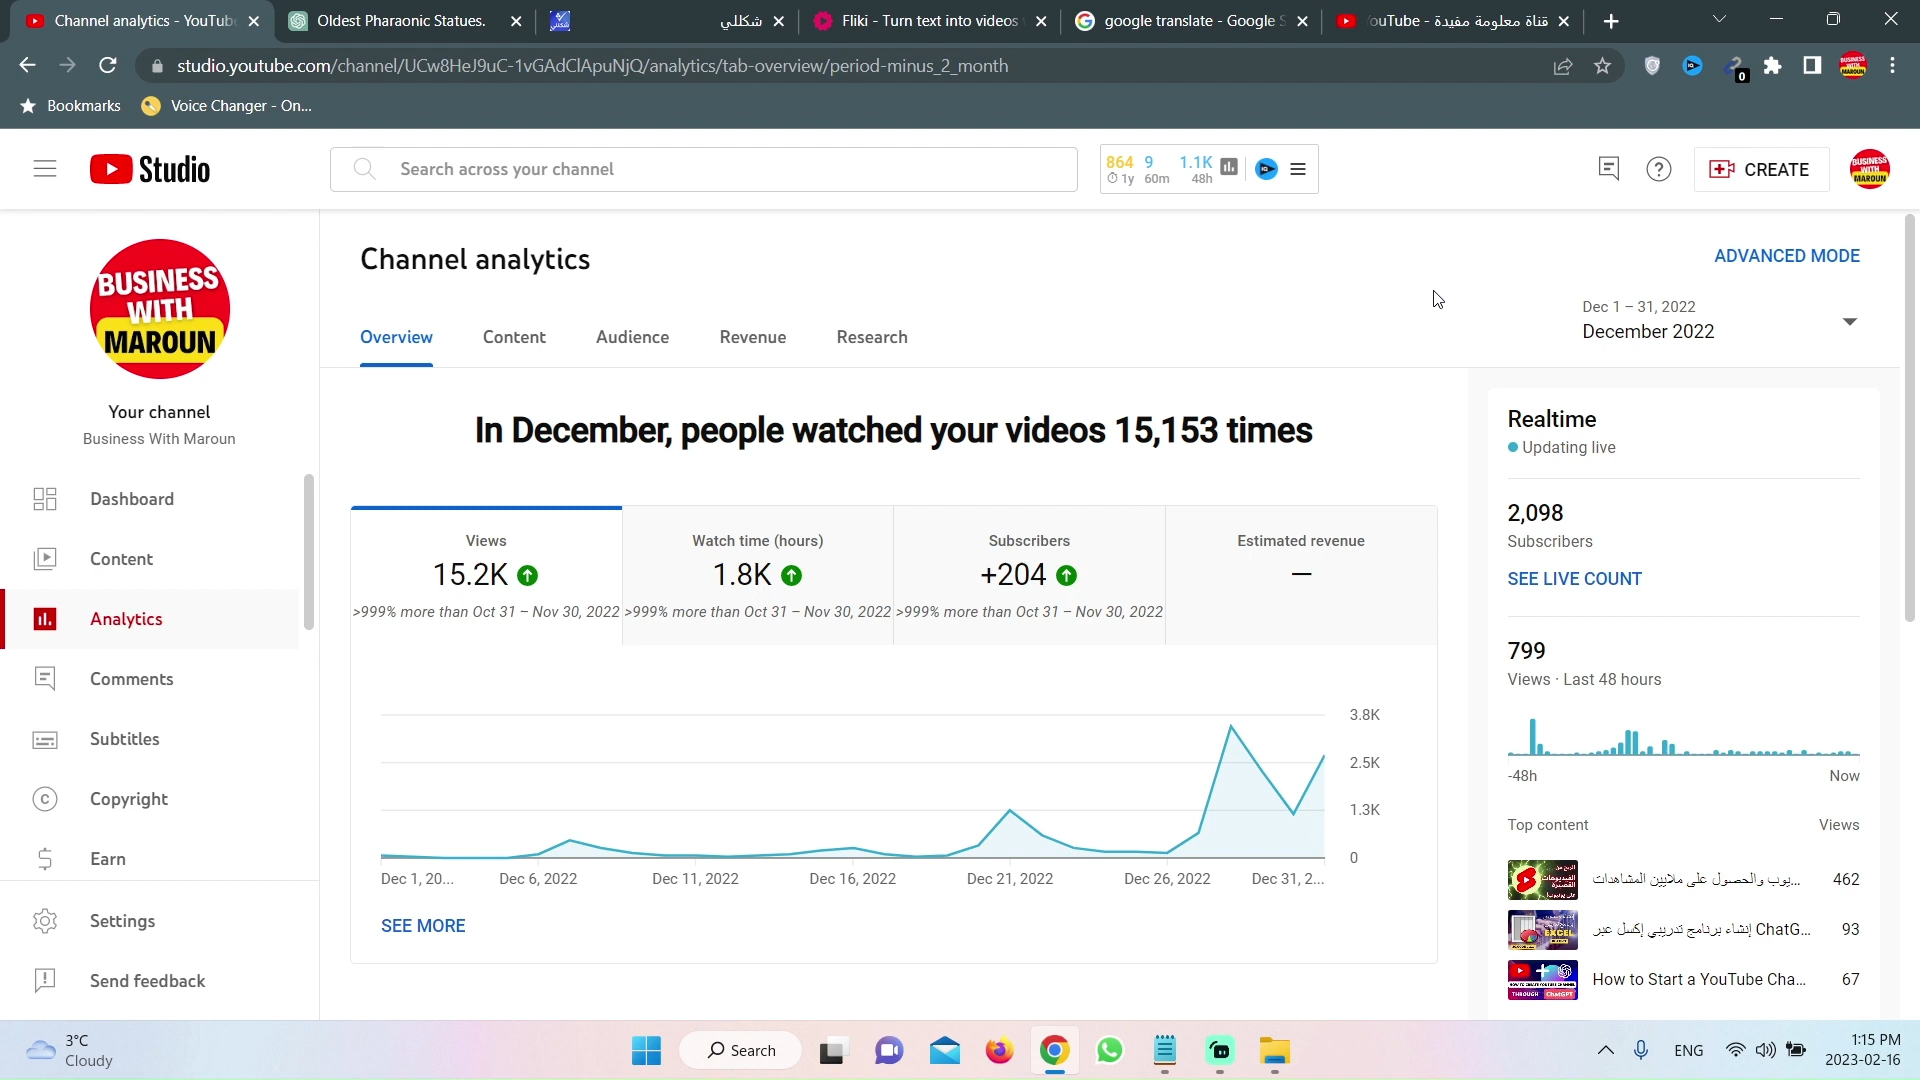 Channel analytics - YouTub
Oldest Pharaonic Statues.
شكللي
Fliki - Turn text into videos
google translate - Google S
قناة معلومة مفيدة - YouTube
studio.youtube.com/channel/UCw8HeJ9uC-1vGAdClApuNjQ/analytics/tab-overview/period-minus_2_month
0
Bookmarks
Voice Changer - On...
Studio
Search across your channel
864 9 1.1K
1y 60m 48h
CREATE
BUSINESS
WITH
MAROUN
Your channel
Business With Maroun
Dashboard
Content
Analytics
Comments
Subtitles
Copyright
Earn
Settings
Send feedback
Channel analytics
ADVANCED MODE
Overview Content Audience Revenue Research
Dec 1 – 31, 2022
December 2022
In December, people watched your videos 15,153 times
Views Watch time (hours) Subscribers Estimated revenue
15.2K 1.8K +204 —
>999% more than Oct 31 – Nov 30, 2022 >999% more than Oct 31 – Nov 30, 2022 >999% more than Oct 31 – Nov 30, 2022
3.8K
2.5K
1.3K
0
Dec 1, 20... Dec 6, 2022 Dec 11, 2022 Dec 16, 2022 Dec 21, 2022 Dec 26, 2022 Dec 31, 2...
SEE MORE
Realtime
Updating live
2,098
Subscribers
SEE LIVE COUNT
799
Views · Last 48 hours
-48h Now
Top content Views
يوب والحصول على ملايين المشاهدات... 462
إنشاء برنامج تدريبي إكسل عبر ChatG... 93
How to Start a YouTube Cha... 67
3°C
Cloudy
Search
ENG
1:15 PM
2023-02-16